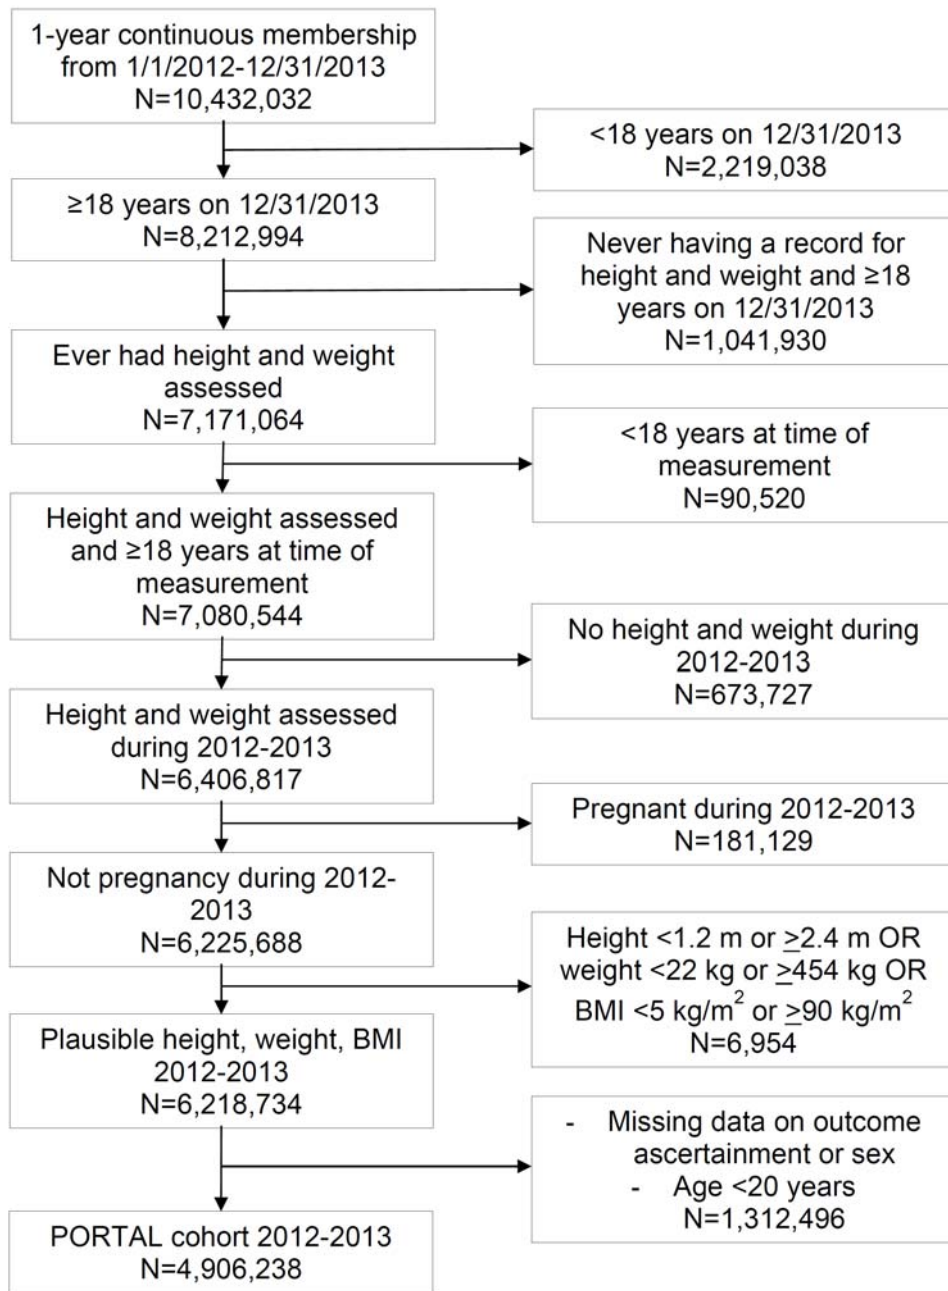 1-year continuous membership
from 1/1/2012-12/31/2013
N=10,432,032
<18 years on 12/31/2013
N=2,219,038
≥18 years on 12/31/2013
N=8,212,994
Never having a record for
height and weight and ≥18
years on 12/31/2013
N=1,041,930
Ever had height and weight
assessed
N=7,171,064
<18 years at time of
measurement
N=90,520
Height and weight assessed
and ≥18 years at time of
measurement
N=7,080,544
No height and weight during
2012-2013
N=673,727
Height and weight assessed
during 2012-2013
N=6,406,817
Pregnant during 2012-2013
N=181,129
Not pregnancy during 2012-
2013
N=6,225,688
Height <1.2 m or ≥2.4 m OR
weight <22 kg or ≥454 kg OR
BMI <5 kg/m² or ≥90 kg/m²
N=6,954
Plausible height, weight, BMI
2012-2013
N=6,218,734
- Missing data on outcome
ascertainment or sex
- Age <20 years
N=1,312,496
PORTAL cohort 2012-2013
N=4,906,238